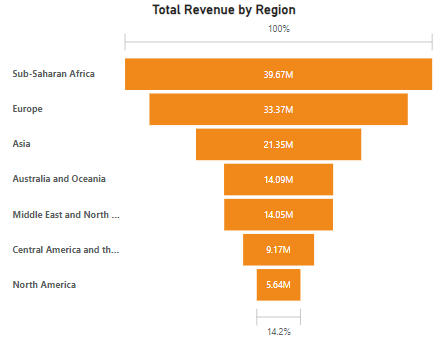 Total Revenue by Region
100%
Sub-Saharan Africa 39.67M
Europe 33.37M
Asia 21.35M
Australia and Oceania 14.09M
Middle East and North ... 14.05M
Central America and th... 9.17M
North America 5.64M
14.2%